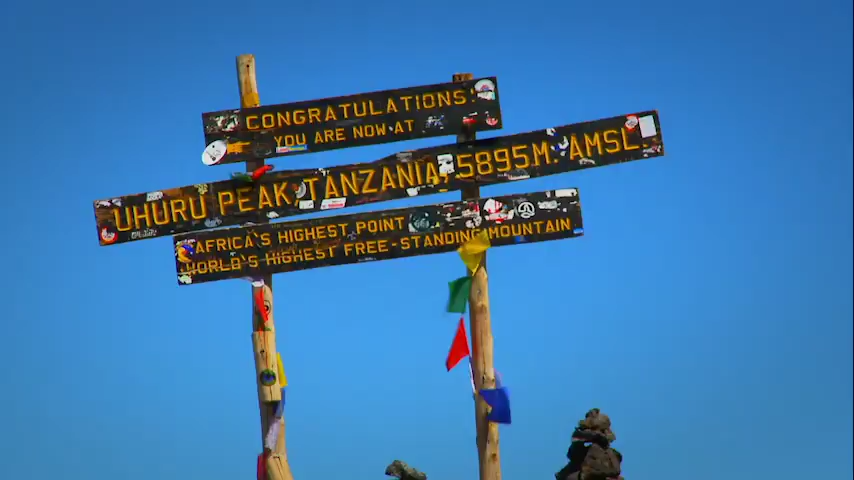 CONGRATULATIONS
YOU ARE NOW AT
UHURU PEAK, TANZANIA, 5895M. AMSL
AFRICA'S HIGHEST POINT
WORLD'S HIGHEST FREE-STANDING MOUNTAIN